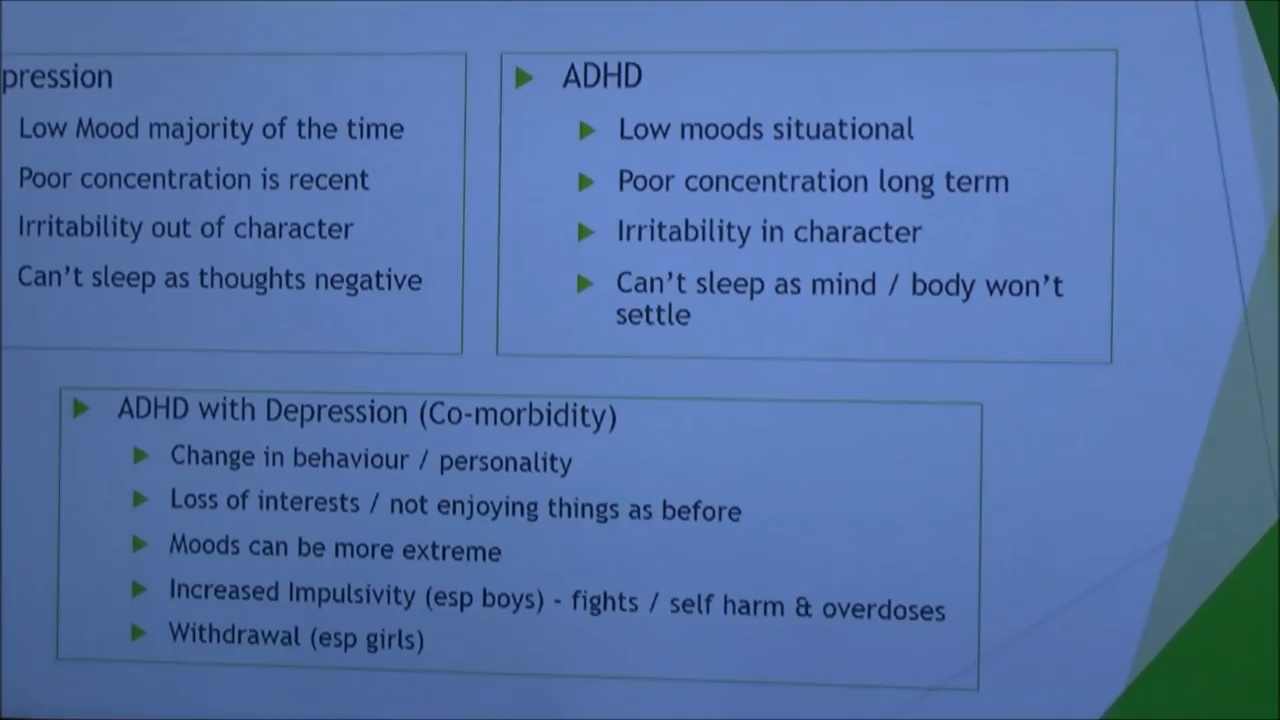 pression
Low Mood majority of the time
Poor concentration is recent
Irritability out of character
Can't sleep as thoughts negative
ADHD
Low moods situational
Poor concentration long term
Irritability in character
Can't sleep as mind / body won't
settle
ADHD with Depression (Co-morbidity)
Change in behaviour / personality
Loss of interests / not enjoying things as before
Moods can be more extreme
Increased Impulsivity (esp boys) - fights / self harm & overdoses
Withdrawal (esp girls)